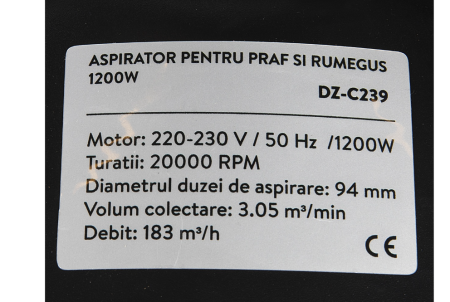 ASPIRATOR PENTRU PRAF SI RUMEGUS
1200W
DZ-C239
Motor: 220-230 V / 50 Hz /1200W
Turatii: 20000 RPM
Diametrul duzei de aspirare: 94 mm
Volum colectare: 3.05 m³/min
Debit: 183 m³/h
CE